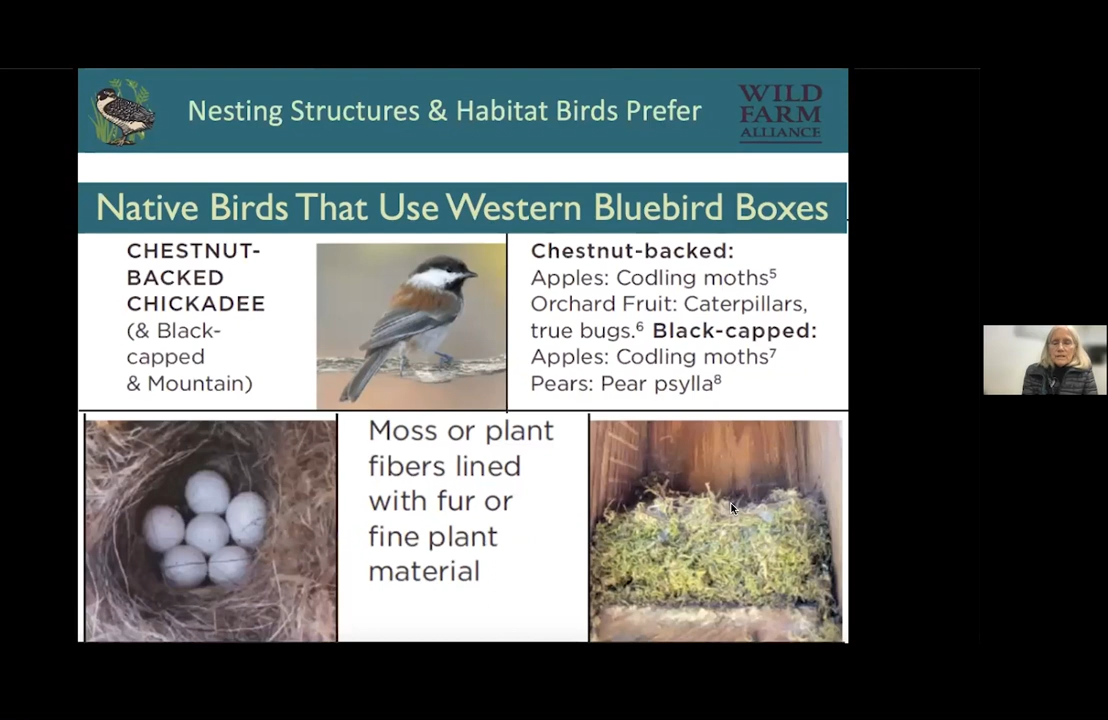 Nesting Structures & Habitat Birds Prefer
WILD
FARM
ALLIANCE
Native Birds That Use Western Bluebird Boxes
CHESTNUT-
BACKED
CHICKADEE
(& Black-
capped
& Mountain)
Chestnut-backed:
Apples: Codling moths⁵
Orchard Fruit: Caterpillars,
true bugs.⁶ Black-capped:
Apples: Codling moths⁷
Pears: Pear psylla⁸
Moss or plant
fibers lined
with fur or
fine plant
material